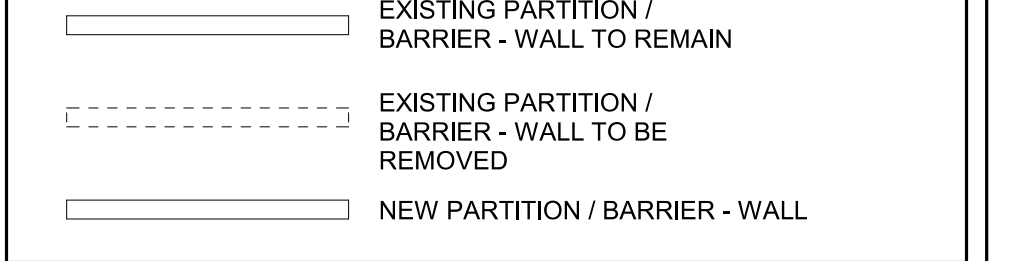 EXISTING PARTITION /
BARRIER - WALL TO REMAIN
EXISTING PARTITION /
BARRIER - WALL TO BE
REMOVED
NEW PARTITION / BARRIER - WALL